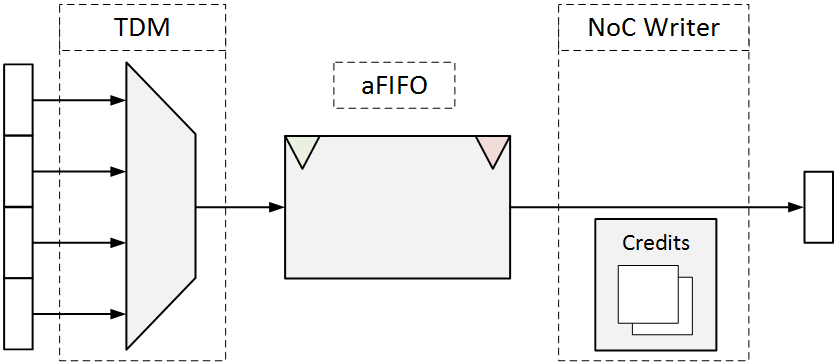 TDM
aFIFO
NoC Writer
Credits